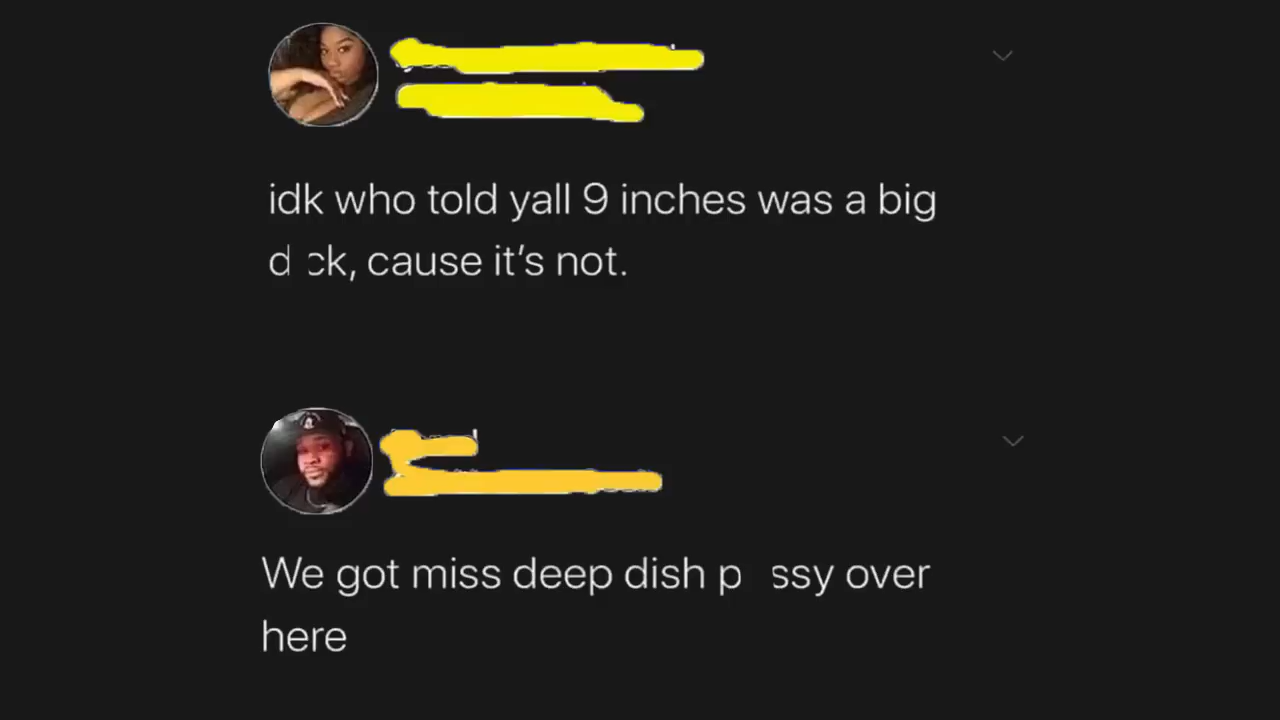 idk who told yall 9 inches was a big
d ck, cause it's not.
We got miss deep dish p ssy over
here